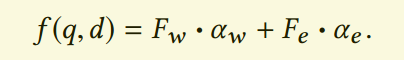 f(q, d) = F_w · α_w + F_e · α_e.